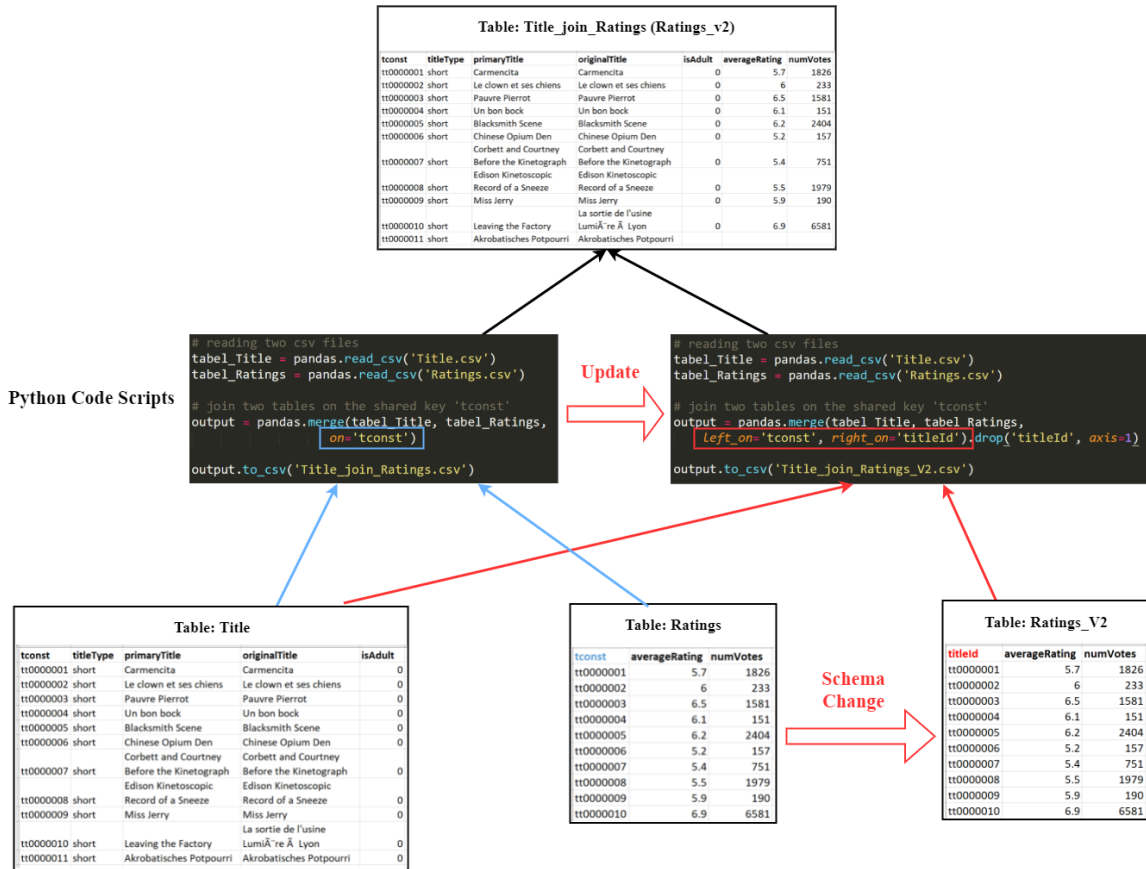 Table: Title_join_Ratings (Ratings_v2)
tconst titleType primaryTitle originalTitle isAdult averageRating numVotes
tt0000001 short Carmencita Carmencita 0 5.7 1826
tt0000002 short Le clown et ses chiens Le clown et ses chiens 0 6 233
tt0000003 short Pauvre Pierrot Pauvre Pierrot 0 6.5 1581
tt0000004 short Un bon bock Un bon bock 0 6.1 151
tt0000005 short Blacksmith Scene Blacksmith Scene 0 6.2 2404
tt0000006 short Chinese Opium Den Chinese Opium Den 0 5.2 157
Corbett and Courtney Corbett and Courtney
tt0000007 short Before the Kinetograph Before the Kinetograph 0 5.4 751
Edison Kinetoscopic Edison Kinetoscopic
tt0000008 short Record of a Sneeze Record of a Sneeze 0 5.5 1979
tt0000009 short Miss Jerry Miss Jerry 0 5.9 190
La sortie de l'usine
tt0000010 short Leaving the Factory LumiÃ¨re Ã Lyon 0 6.9 6581
tt0000011 short Akrobatisches Potpourri Akrobatisches Potpourri
Python Code Scripts
# reading two csv files
tabel_Title = pandas.read_csv('Title.csv')
tabel_Ratings = pandas.read_csv('Ratings.csv')
# join two tables on the shared key 'tconst'
output = pandas.merge(tabel_Title, tabel_Ratings,
on='tconst')
output.to_csv('Title_join_Ratings.csv')
Update
# reading two csv files
tabel_Title = pandas.read_csv('Title.csv')
tabel_Ratings = pandas.read_csv('Ratings.csv')
# join two tables on the shared key 'tconst'
output = pandas.merge(tabel_Title, tabel_Ratings,
left_on='tconst', right_on='titleId').drop('titleId', axis=1)
output.to_csv('Title_join_Ratings_V2.csv')
Table: Title
tconst titleType primaryTitle originalTitle isAdult
tt0000001 short Carmencita Carmencita 0
tt0000002 short Le clown et ses chiens Le clown et ses chiens 0
tt0000003 short Pauvre Pierrot Pauvre Pierrot 0
tt0000004 short Un bon bock Un bon bock 0
tt0000005 short Blacksmith Scene Blacksmith Scene 0
tt0000006 short Chinese Opium Den Chinese Opium Den 0
Corbett and Courtney Corbett and Courtney
tt0000007 short Before the Kinetograph Before the Kinetograph 0
Edison Kinetoscopic Edison Kinetoscopic
tt0000008 short Record of a Sneeze Record of a Sneeze 0
tt0000009 short Miss Jerry Miss Jerry 0
La sortie de l'usine
tt0000010 short Leaving the Factory LumiÃ¨re Ã Lyon 0
tt0000011 short Akrobatisches Potpourri Akrobatisches Potpourri 0
Table: Ratings
tconst averageRating numVotes
tt0000001 5.7 1826
tt0000002 6 233
tt0000003 6.5 1581
tt0000004 6.1 151
tt0000005 6.2 2404
tt0000006 5.2 157
tt0000007 5.4 751
tt0000008 5.5 1979
tt0000009 5.9 190
tt0000010 6.9 6581
Schema
Change
Table: Ratings_V2
titleId averageRating numVotes
tt0000001 5.7 1826
tt0000002 6 233
tt0000003 6.5 1581
tt0000004 6.1 151
tt0000005 6.2 2404
tt0000006 5.2 157
tt0000007 5.4 751
tt0000008 5.5 1979
tt0000009 5.9 190
tt0000010 6.9 6581